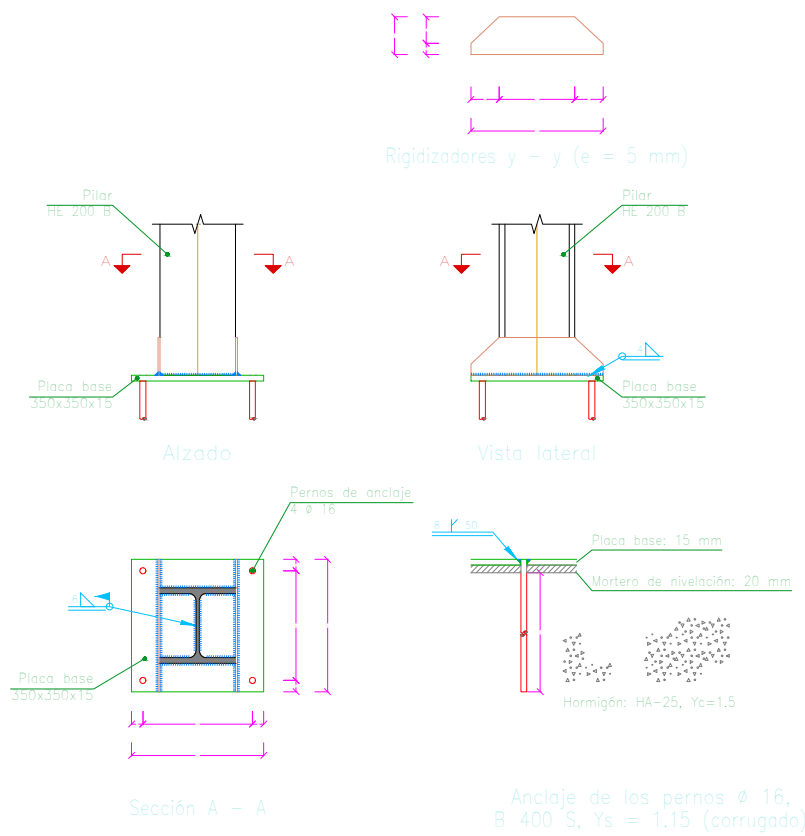 Rigidizadores y - y (e = 5 mm)
Pilar
HE 200 B
Pilar
HE 200 B
A
A
A
A
4
Placa base
350x350x15
Placa base
350x350x15
Alzado
Vista lateral
Pernos de anclaje
4 ø 16
8
50
Placa base: 15 mm
Mortero de nivelación: 20 mm
Placa base
350x350x15
Hormigón: HA-25, Yc=1.5
Sección A - A
Anclaje de los pernos ø 16,
B 400 S, Ys = 1.15 (corrugado)